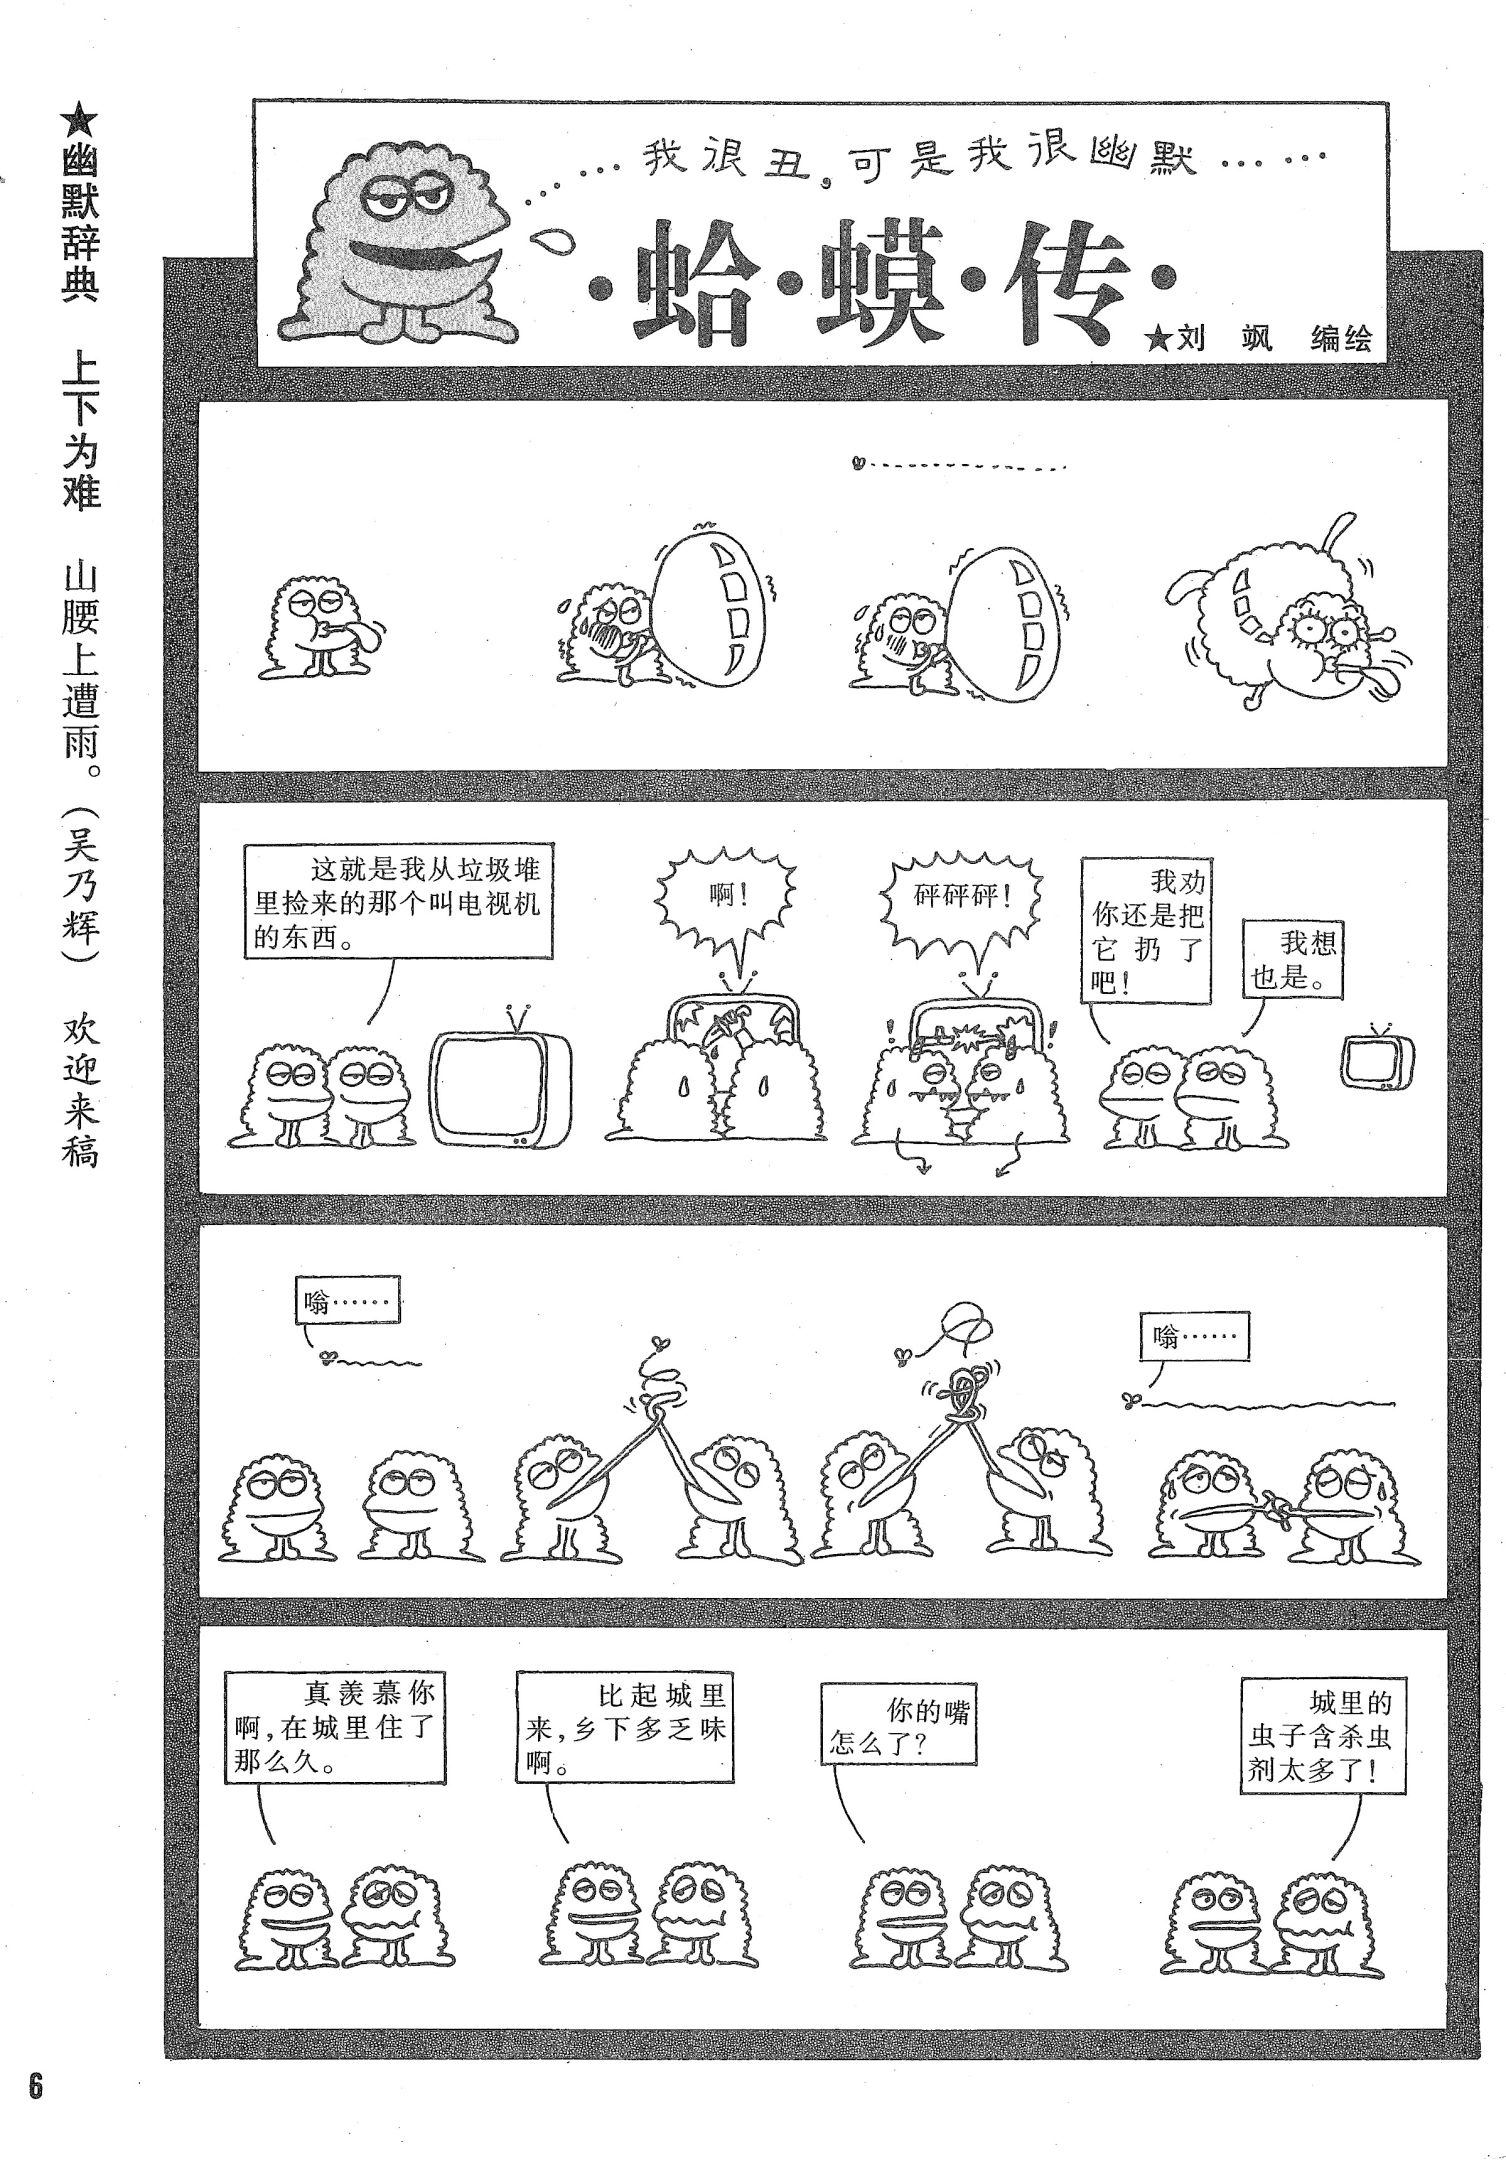 ★幽默辞典 上下为难 山腰上遭雨。(吴乃辉) 欢迎来稿
……我很丑,可是我很幽默……
·蛤·蟆·传·
★刘飒 编绘
这就是我从垃圾堆
里捡来的那个叫电视机
的东西。
啊!
砰砰砰!
我劝
你还是把
它扔了
吧!
我想
也是。
嗡……
嗡……
真羡慕你
啊,在城里住了
那么久。
比起城里
来,乡下多乏味
啊。
你的嘴
怎么了?
城里的
虫子含杀虫
剂太多了!
6